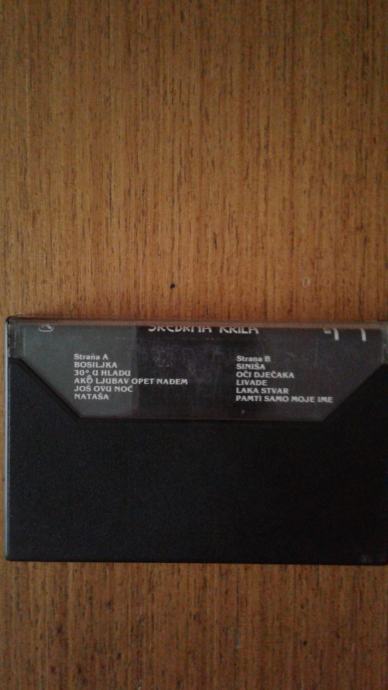 SREBRNA KRILA
Strana A
BOSILJKA
30° U HLADU
AKO LJUBAV OPET NAĐEM
JOŠ OVU NOĆ
NATAŠA
Strana B
SINIŠA
OČI DJEČAKA
LIVADE
LAKA STVAR
PAMTI SAMO MOJE IME